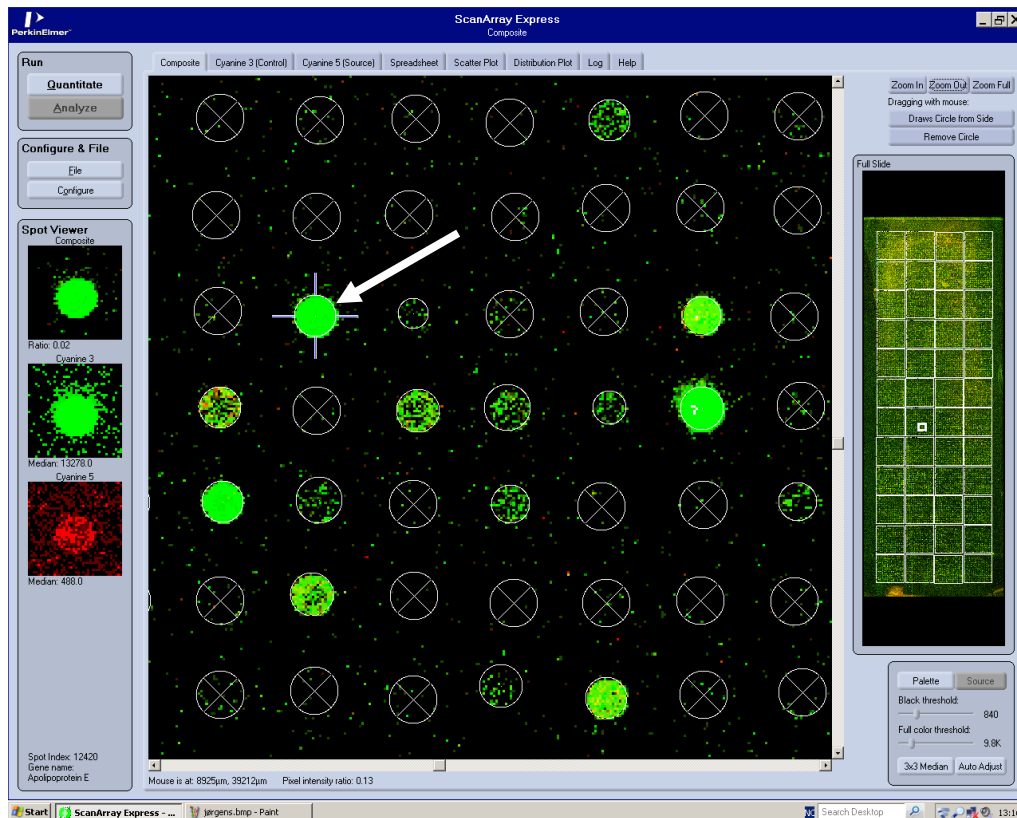 PerkinElmer
ScanArray Express
Composite
Run
Quantitate
Analyze
Configure & File
File
Configure
Spot Viewer
Composite
Ratio: 0.02
Cyanine 3
Median: 13278.0
Cyanine 5
Median: 488.0
Spot Index: 12420
Gene name:
Apolipoprotein E
Composite
Cyanine 3 (Control)
Cyanine 5 (Source)
Spreadsheet
Scatter Plot
Distribution Plot
Log
Help
Mouse is at: 8925µm, 39212µm
Pixel intensity ratio: 0.13
Zoom In
Zoom Out
Zoom Full
Dragging with mouse:
Draws Circle from Side
Remove Circle
Full Slide
Palette
Source
Black threshold:
840
Full color threshold:
9.8K
3x3 Median
Auto Adjust
Start
ScanArray Express - ...
jørgens.bmp - Paint
NO
Search Desktop